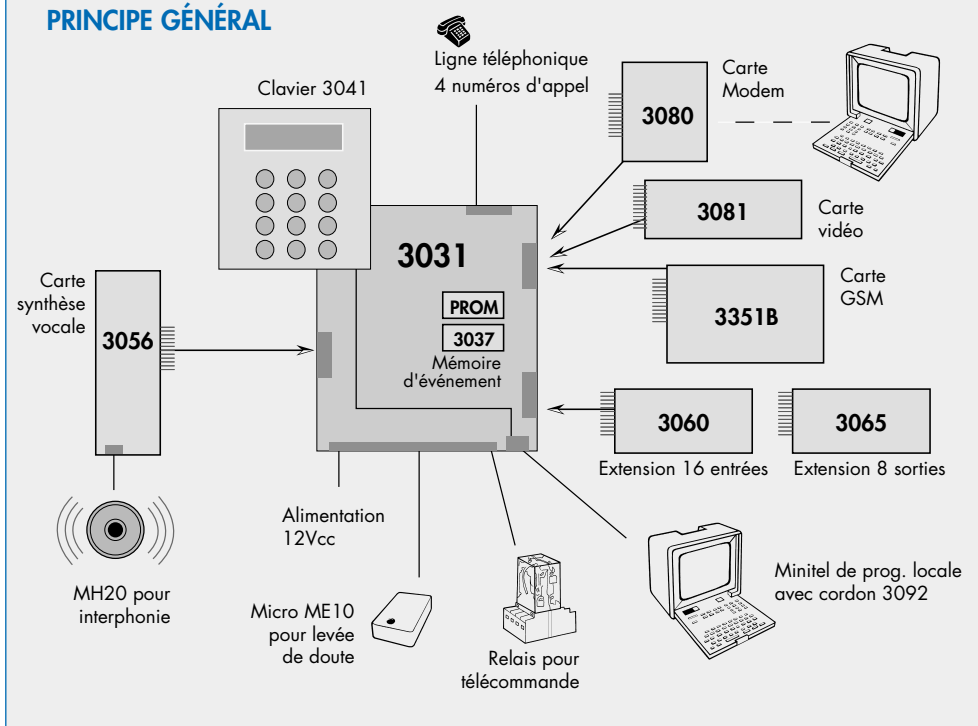 PRINCIPE GÉNÉRAL
Ligne téléphonique
4 numéros d'appel
Clavier 3041
3080
Carte
Modem
3081
Carte
vidéo
3031
PROM
3037
Mémoire
d'événement
3351B
Carte
GSM
Carte
synthèse
vocale
3056
3060
Extension 16 entrées
3065
Extension 8 sorties
MH20 pour
interphonie
Alimentation
12Vcc
Micro ME10
pour levée
de doute
Relais pour
télécommande
Minitel de prog. locale
avec cordon 3092